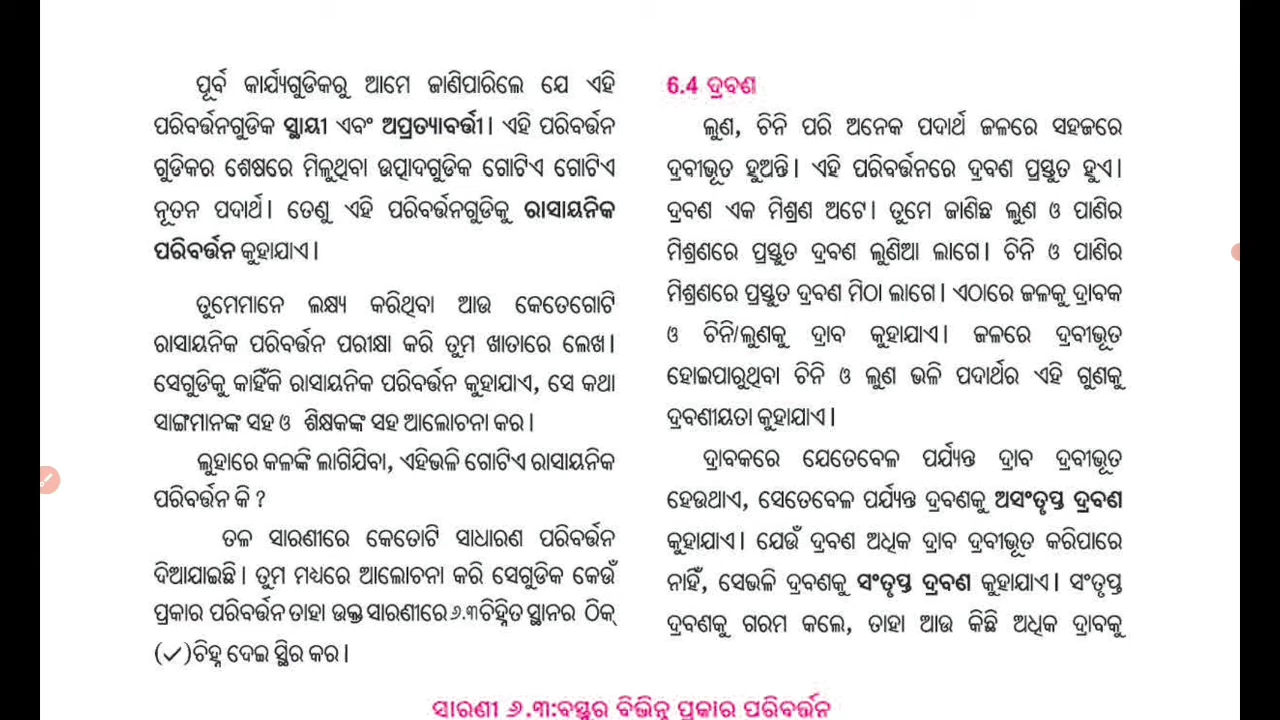 ପୂର୍ବ କାର୍ଯ୍ୟଗୁଡିକରୁ ଆମେ ଜାଣିପାରିଲେ ଯେ ଏହି
ପରିବର୍ତ୍ତନଗୁଡିକ ସ୍ଥାୟୀ ଏବଂ ଅପ୍ରତ୍ୟାବର୍ତ୍ତୀ। ଏହି ପରିବର୍ତ୍ତନ
ଗୁଡିକର ଶେଷରେ ମିଳୁଥିବା ଉତ୍ପାଦଗୁଡିକ ଗୋଟିଏ ଗୋଟିଏ
ନୂତନ ପଦାର୍ଥ। ତେଣୁ ଏହି ପରିବର୍ତ୍ତନଗୁଡିକୁ ରାସାୟନିକ
ପରିବର୍ତ୍ତନ କୁହାଯାଏ।
ତୁମେମାନେ ଲକ୍ଷ୍ୟ କରିଥିବା ଆଉ କେତେଗୋଟି
ରାସାୟନିକ ପରିବର୍ତ୍ତନ ପରୀକ୍ଷା କରି ତୁମ ଖାତାରେ ଲେଖ।
ସେଗୁଡିକୁ କାହିଁକି ରାସାୟନିକ ପରିବର୍ତ୍ତନ କୁହାଯାଏ, ସେ କଥା
ସାଙ୍ଗମାନଙ୍କ ସହ ଓ ଶିକ୍ଷକଙ୍କ ସହ ଆଲୋଚନା କର।
ଲୁହାରେ କଳଙ୍କି ଲାଗିଯିବା, ଏହିଭଳି ଗୋଟିଏ ରାସାୟନିକ
ପରିବର୍ତ୍ତନ କି ?
ତଳ ସାରଣୀରେ କେତୋଟି ସାଧାରଣ ପରିବର୍ତ୍ତନ
ଦିଆଯାଇଛି। ତୁମ ମଧ୍ୟରେ ଆଲୋଚନା କରି ସେଗୁଡିକ କେଉଁ
ପ୍ରକାର ପରିବର୍ତ୍ତନ ତାହା ଉକ୍ତ ସାରଣୀରେ ୬.୩ ଚିହ୍ନିତ ସ୍ଥାନର ଠିକ୍
(✓) ଚିହ୍ନ ଦେଇ ସ୍ଥିର କର।
6.4 ଦ୍ରବଣ
ଲୁଣ, ଚିନି ପରି ଅନେକ ପଦାର୍ଥ ଜଳରେ ସହଜରେ
ଦ୍ରବୀଭୂତ ହୁଅନ୍ତି। ଏହି ପରିବର୍ତ୍ତନରେ ଦ୍ରବଣ ପ୍ରସ୍ତୁତ ହୁଏ।
ଦ୍ରବଣ ଏକ ମିଶ୍ରଣ ଅଟେ। ତୁମେ ଜାଣିଛ ଲୁଣ ଓ ପାଣିର
ମିଶ୍ରଣରେ ପ୍ରସ୍ତୁତ ଦ୍ରବଣ ଲୁଣିଆ ଲାଗେ। ଚିନି ଓ ପାଣିର
ମିଶ୍ରଣରେ ପ୍ରସ୍ତୁତ ଦ୍ରବଣ ମିଠା ଲାଗେ। ଏଠାରେ ଜଳକୁ ଦ୍ରାବକ
ଓ ଚିନି/ଲୁଣକୁ ଦ୍ରାବ କୁହାଯାଏ। ଜଳରେ ଦ୍ରବୀଭୂତ
ହୋଇପାରୁଥିବା ଚିନି ଓ ଲୁଣ ଭଳି ପଦାର୍ଥର ଏହି ଗୁଣକୁ
ଦ୍ରବଣୀୟତା କୁହାଯାଏ।
ଦ୍ରାବକରେ ଯେତେବେଳ ପର୍ଯ୍ୟନ୍ତ ଦ୍ରାବ ଦ୍ରବୀଭୂତ
ହେଉଥାଏ, ସେତେବେଳ ପର୍ଯ୍ୟନ୍ତ ଦ୍ରବଣକୁ ଅସଂତୃପ୍ତ ଦ୍ରବଣ
କୁହାଯାଏ। ଯେଉଁ ଦ୍ରବଣ ଅଧିକ ଦ୍ରାବ ଦ୍ରବୀଭୂତ କରିପାରେ
ନାହିଁ, ସେଭଳି ଦ୍ରବଣକୁ ସଂତୃପ୍ତ ଦ୍ରବଣ କୁହାଯାଏ। ସଂତୃପ୍ତ
ଦ୍ରବଣକୁ ଗରମ କଲେ, ତାହା ଆଉ କିଛି ଅଧିକ ଦ୍ରାବକୁ
ସାରଣୀ ୬.୩:ବସ୍ତୁର ବିଭିନ୍ନ ପ୍ରକାର ପରିବର୍ତ୍ତନ